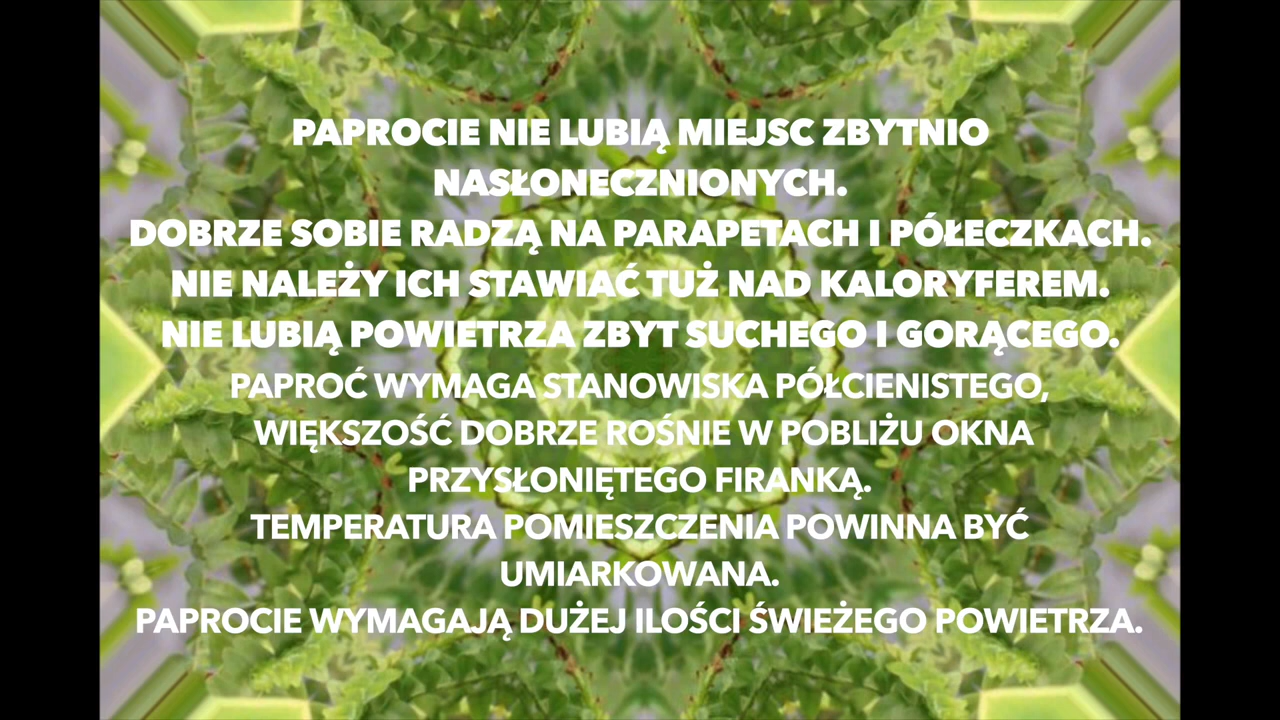 PAPROCIE NIE LUBIĄ MIEJSC ZBYTNIO
NASŁONECZNIONYCH.
DOBRZE SOBIE RADZĄ NA PARAPETACH I PÓŁECZKACH.
NIE NALEŻY ICH STAWIAĆ TUŻ NAD KALORYFEREM.
NIE LUBIĄ POWIETRZA ZBYT SUCHEGO I GORĄCEGO.
PAPROĆ WYMAGA STANOWISKA PÓŁCIENISTEGO,
WIĘKSZOŚĆ DOBRZE ROŚNIE W POBLIŻU OKNA
PRZYSŁONIĘTEGO FIRANKĄ.
TEMPERATURA POMIESZCZENIA POWINNA BYĆ
UMIARKOWANA.
PAPROCIE WYMAGAJĄ DUŻEJ ILOŚCI ŚWIEŻEGO POWIETRZA.